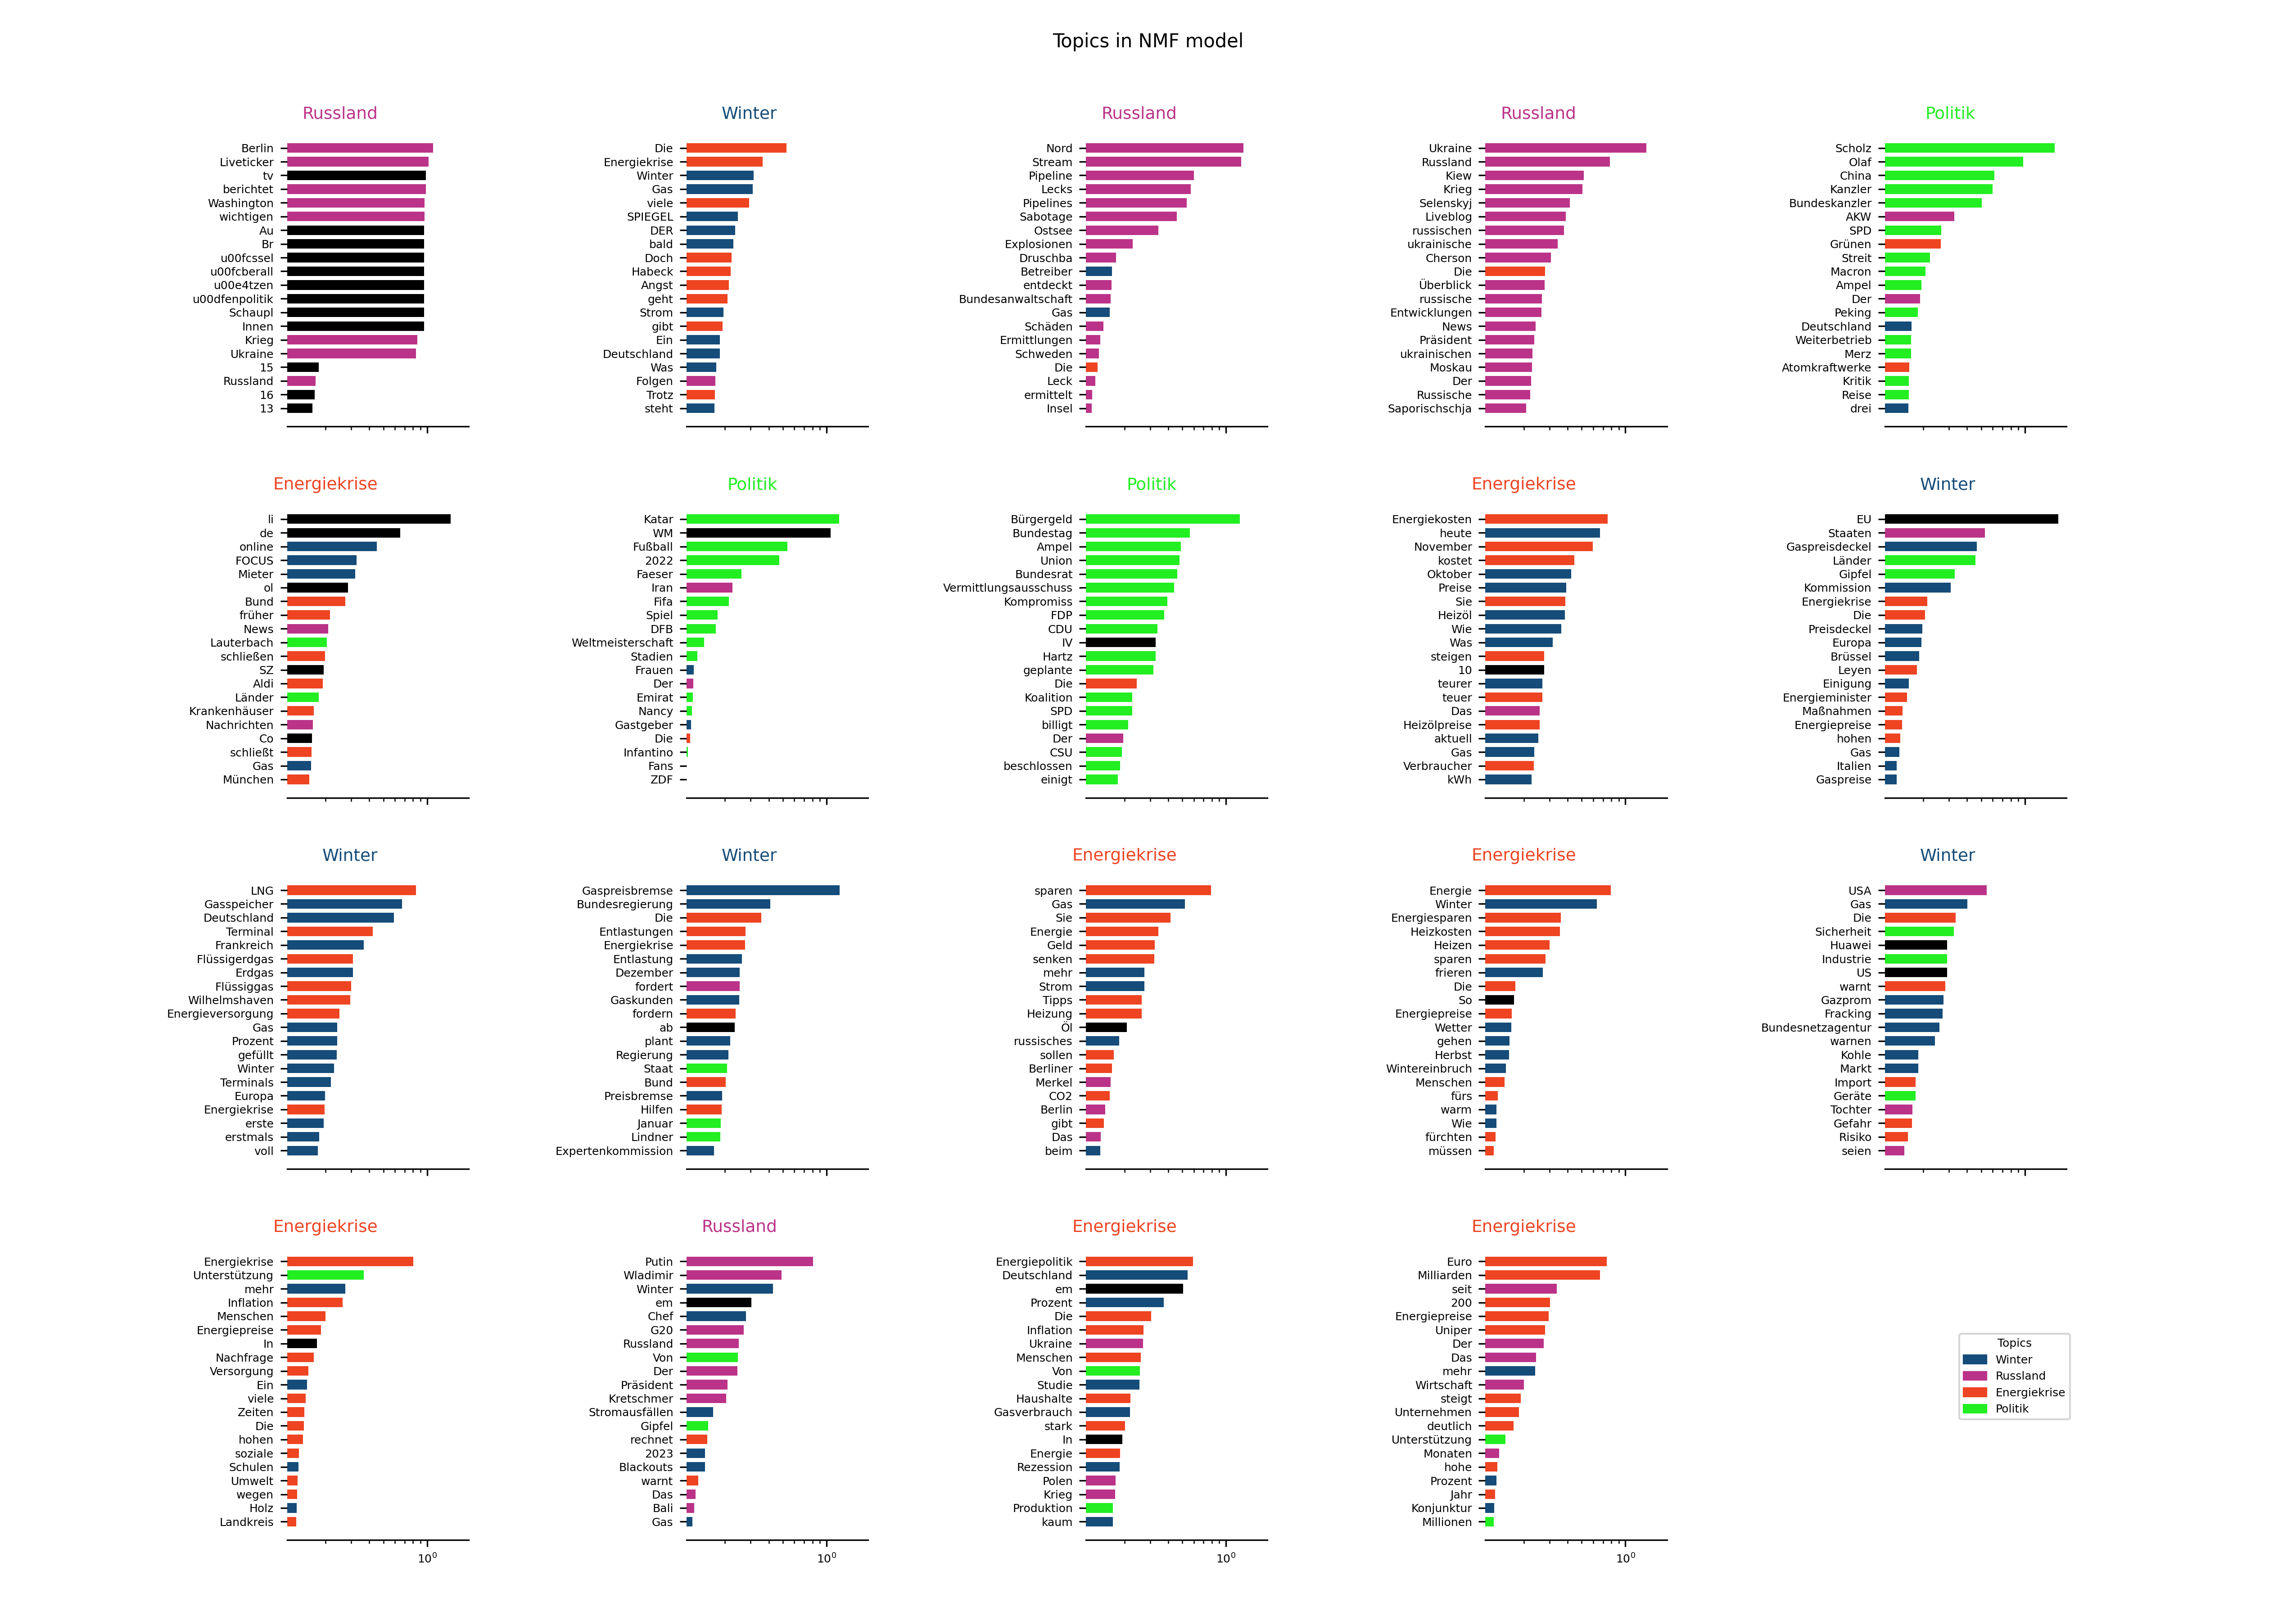 Topics in NMF model
Russland
Berlin
Liveticker
tv
berichtet
Washington
wichtigen
Au
Br
u00fcssel
u00fcberall
u00e4tzen
u00dfenpolitik
Schaupl
Innen
Krieg
Ukraine
15
Russland
16
13
Winter
Die
Energiekrise
Winter
Gas
viele
SPIEGEL
DER
bald
Doch
Habeck
Angst
geht
Strom
gibt
Ein
Deutschland
Was
Folgen
Trotz
steht
Russland
Nord
Stream
Pipeline
Lecks
Pipelines
Sabotage
Ostsee
Explosionen
Druschba
Betreiber
entdeckt
Bundesanwaltschaft
Gas
Schäden
Ermittlungen
Schweden
Die
Leck
ermittelt
Insel
Russland
Ukraine
Russland
Kiew
Krieg
Selenskyj
Liveblog
russischen
ukrainische
Cherson
Die
Überblick
russische
Entwicklungen
News
Präsident
ukrainischen
Moskau
Der
Russische
Saporischschja
Politik
Scholz
Olaf
China
Kanzler
Bundeskanzler
AKW
SPD
Grünen
Streit
Macron
Ampel
Der
Peking
Deutschland
Weiterbetrieb
Merz
Atomkraftwerke
Kritik
Reise
drei
Energiekrise
li
de
online
FOCUS
Mieter
ol
Bund
früher
News
Lauterbach
schließen
SZ
Aldi
Länder
Krankenhäuser
Nachrichten
Co
schließt
Gas
München
Politik
Katar
WM
Fußball
2022
Faeser
Iran
Fifa
Spiel
DFB
Weltmeisterschaft
Stadien
Frauen
Der
Emirat
Nancy
Gastgeber
Die
Infantino
Fans
ZDF
Politik
Bürgergeld
Bundestag
Ampel
Union
Bundesrat
Vermittlungsausschuss
Kompromiss
FDP
CDU
IV
Hartz
geplante
Die
Koalition
SPD
billigt
Der
CSU
beschlossen
einigt
Energiekrise
Energiekosten
heute
November
kostet
Oktober
Preise
Sie
Heizöl
Wie
Was
steigen
10
teurer
teuer
Das
Heizölpreise
aktuell
Gas
Verbraucher
kWh
Winter
EU
Staaten
Gaspreisdeckel
Länder
Gipfel
Kommission
Energiekrise
Die
Preisdeckel
Europa
Brüssel
Leyen
Einigung
Energieminister
Maßnahmen
Energiepreise
hohen
Gas
Italien
Gaspreise
Winter
LNG
Gasspeicher
Deutschland
Terminal
Frankreich
Flüssigerdgas
Erdgas
Flüssiggas
Wilhelmshaven
Energieversorgung
Gas
Prozent
gefüllt
Winter
Terminals
Europa
Energiekrise
erste
erstmals
voll
Winter
Gaspreisbremse
Bundesregierung
Die
Entlastungen
Energiekrise
Entlastung
Dezember
fordert
Gaskunden
fordern
ab
plant
Regierung
Staat
Bund
Preisbremse
Hilfen
Januar
Lindner
Expertenkommission
Energiekrise
sparen
Gas
Sie
Energie
Geld
senken
mehr
Strom
Tipps
Heizung
Öl
russisches
sollen
Berliner
Merkel
CO2
Berlin
gibt
Das
beim
Energiekrise
Energie
Winter
Energiesparen
Heizkosten
Heizen
sparen
frieren
Die
So
Energiepreise
Wetter
gehen
Herbst
Wintereinbruch
Menschen
fürs
warm
Wie
fürchten
müssen
Winter
USA
Gas
Die
Sicherheit
Huawei
Industrie
US
warnt
Gazprom
Fracking
Bundesnetzagentur
warnen
Kohle
Markt
Import
Geräte
Tochter
Gefahr
Risiko
seien
Energiekrise
Energiekrise
Unterstützung
mehr
Inflation
Menschen
Energiepreise
In
Nachfrage
Versorgung
Ein
viele
Zeiten
Die
hohen
soziale
Schulen
Umwelt
wegen
Holz
Landkreis
10⁰
Russland
Putin
Wladimir
Winter
em
Chef
G20
Russland
Von
Der
Präsident
Kretschmer
Stromausfällen
Gipfel
rechnet
2023
Blackouts
warnt
Das
Bali
Gas
10⁰
Energiekrise
Energiepolitik
Deutschland
em
Prozent
Die
Inflation
Ukraine
Menschen
Von
Studie
Haushalte
Gasverbrauch
stark
In
Energie
Rezession
Polen
Krieg
Produktion
kaum
10⁰
Energiekrise
Euro
Milliarden
seit
200
Energiepreise
Uniper
Der
Das
mehr
Wirtschaft
steigt
Unternehmen
deutlich
Unterstützung
Monaten
hohe
Prozent
Jahr
Konjunktur
Millionen
10⁰
Topics
Winter
Russland
Energiekrise
Politik